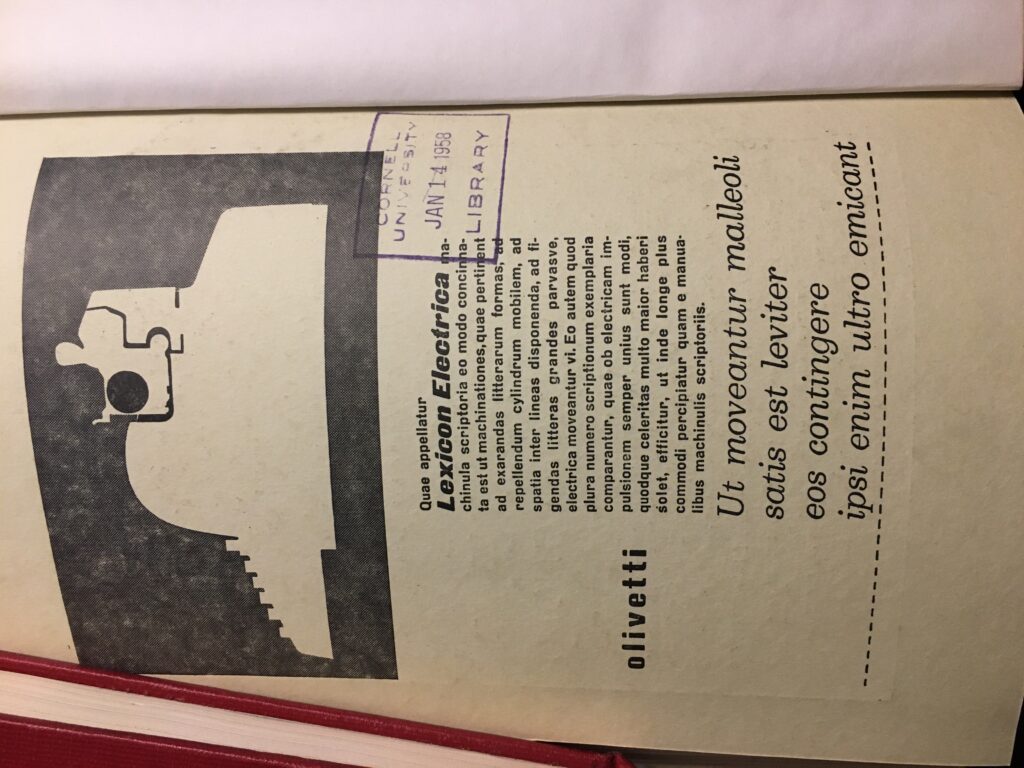 CORNELL
UNIVERSITY
JAN 14 1958
LIBRARY
Quae appellatur
Lexicon Electrica ma-
chinula scriptoria eo modo concinna-
ta est ut machinationes, quae pertinent
ad exarandas litterarum formas, ad
repellendum cylindrum mobilem, ad
spatia inter lineas disponenda, ad fi-
gendas litteras grandes parvasve,
electrica moveantur vi. Eo autem quod
plura numero scriptionum exemplaria
comparantur, quae ob electricam im-
pulsionem semper unius sunt modi,
quodque celeritas multo maior haberi
solet, efficitur, ut inde longe plus
commodi percipiatur quam e manua-
libus machinulis scriptoriis.
olivetti
Ut moveantur malleoli
satis est leviter
eos contingere
ipsi enim ultro emicant